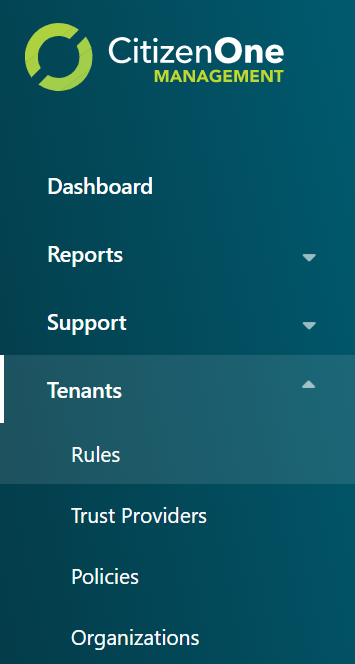 CitizenOne
MANAGEMENT
Dashboard
Reports
Support
Tenants
Rules
Trust Providers
Policies
Organizations